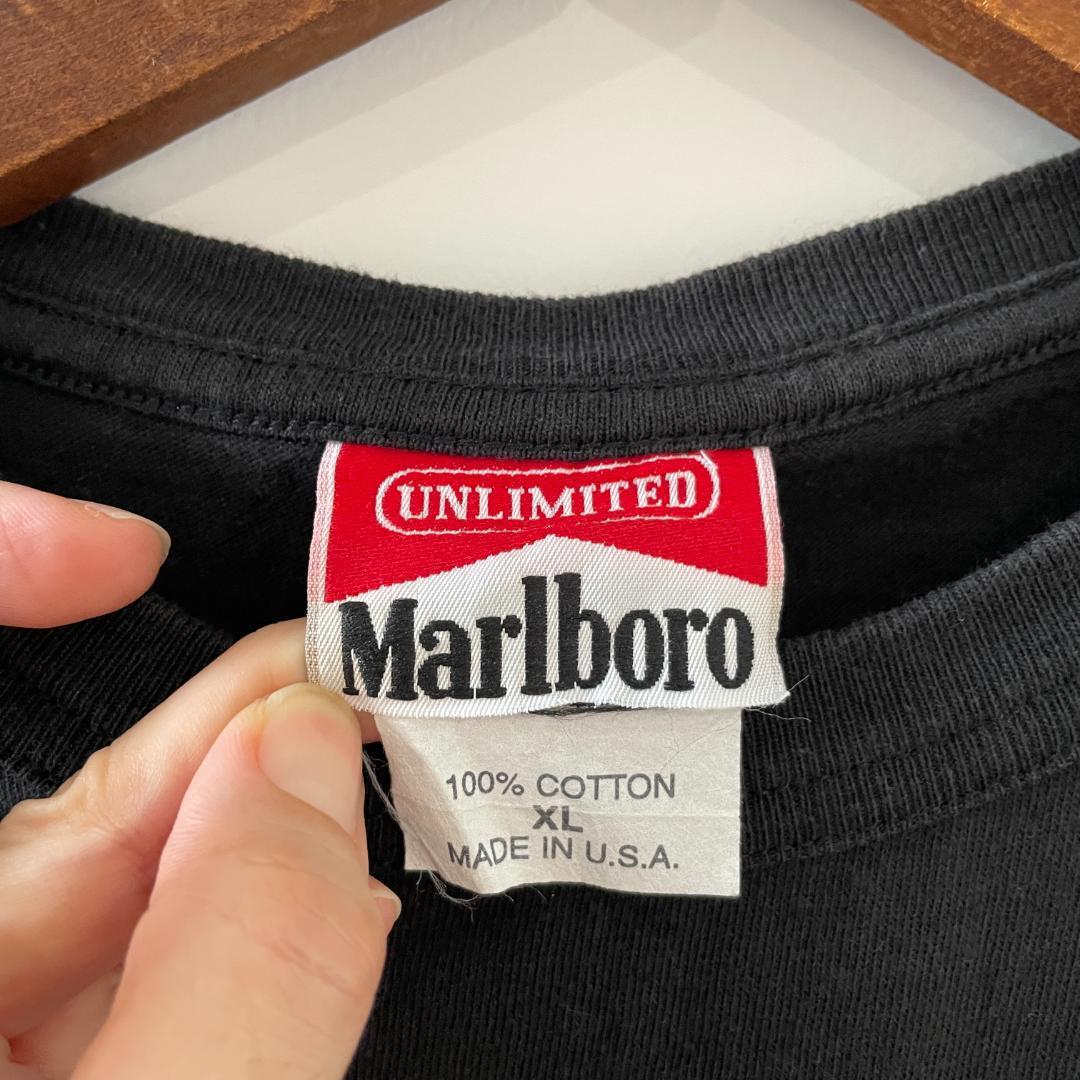 UNLIMITED
Marlboro
100% COTTON
XL
MADE IN U.S.A.